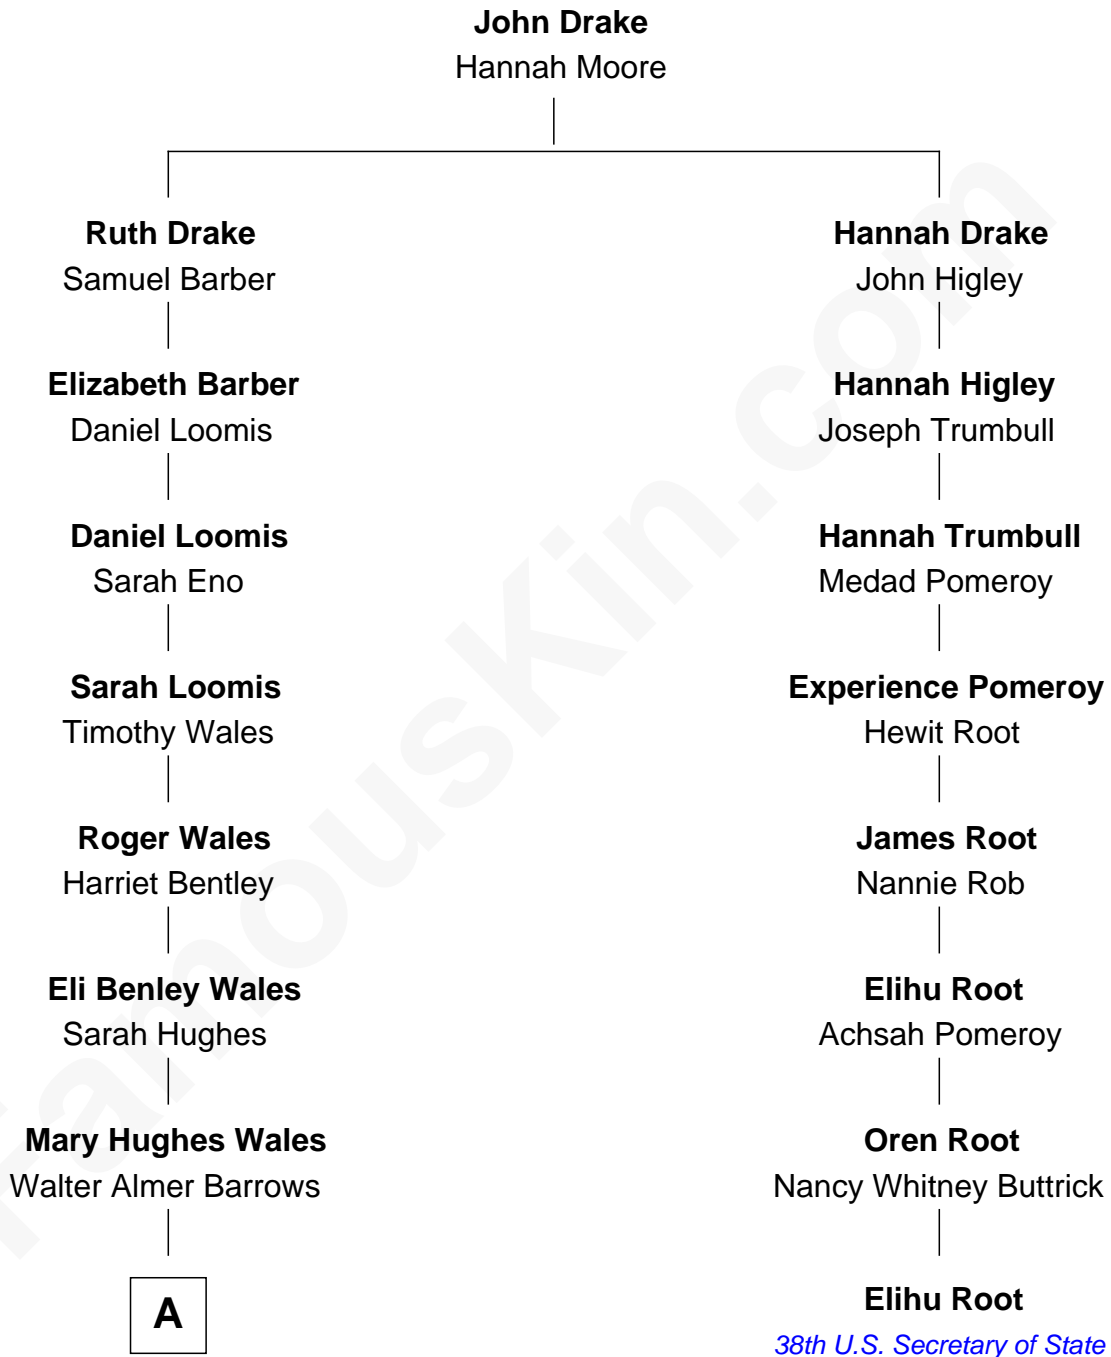 John Drake
Hannah Moore
Ruth Drake
Samuel Barber
Hannah Drake
John Higley
Elizabeth Barber
Daniel Loomis
Hannah Higley
Joseph Trumbull
Daniel Loomis
Sarah Eno
Hannah Trumbull
Medad Pomeroy
Sarah Loomis
Timothy Wales
Experience Pomeroy
Hewit Root
Roger Wales
Harriet Bentley
James Root
Nannie Rob
Eli Benley Wales
Sarah Hughes
Elihu Root
Achsah Pomeroy
Mary Hughes Wales
Walter Almer Barrows
Oren Root
Nancy Whitney Buttrick
A
Elihu Root
38th U.S. Secretary of State
FamousKin.com